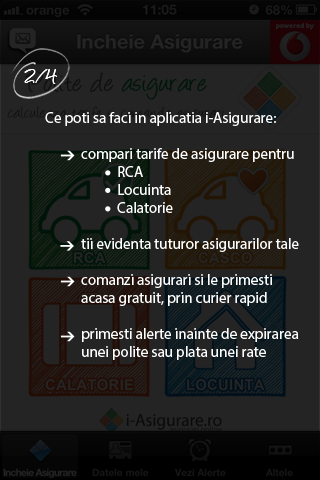 orange
11:05
68%
Incheie Asigurare
powered by
2/4
de asigurare
Ce poti sa faci in aplicatia i-Asigurare:
→ compari tarife de asigurare pentru
• RCA
• Locuinta
• Calatorie
→ tii evidenta tuturor asigurarilor tale
RCA CASCO
→ comanzi asigurari si le primesti
acasa gratuit, prin curier rapid
→ primesti alerte inainte de expirarea
unei polite sau plata unei rate
CALATORIE LOCUINTA
i-Asigurare.ro
Incheie Asigurare Datele mele Vezi Alerte Altele